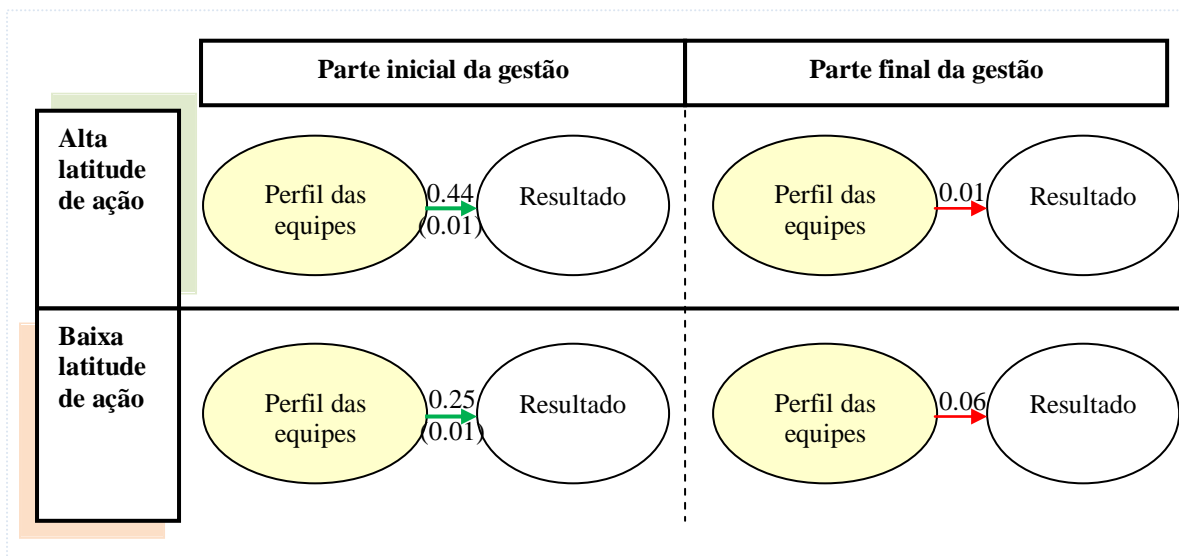 Parte inicial da gestão
Parte final da gestão
Alta
latitude
de ação
Perfil das
equipes
0.44
(0.01)
Resultado
Perfil das
equipes
0.01
Resultado
Baixa
latitude
de ação
Perfil das
equipes
0.25
(0.01)
Resultado
Perfil das
equipes
0.06
Resultado